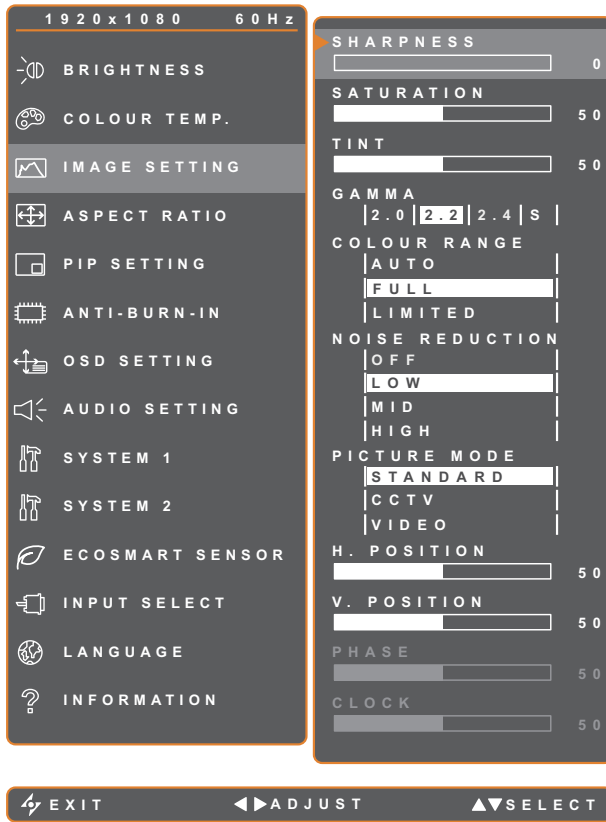 1920x1080 60Hz
BRIGHTNESS
COLOUR TEMP.
IMAGE SETTING
ASPECT RATIO
PIP SETTING
ANTI-BURN-IN
OSD SETTING
AUDIO SETTING
SYSTEM 1
SYSTEM 2
ECOSMART SENSOR
INPUT SELECT
LANGUAGE
INFORMATION
SHARPNESS
0
SATURATION
50
TINT
50
GAMMA
2.0 2.2 2.4 S
COLOUR RANGE
AUTO
FULL
LIMITED
NOISE REDUCTION
OFF
LOW
MID
HIGH
PICTURE MODE
STANDARD
CCTV
VIDEO
H. POSITION
50
V. POSITION
50
PHASE
50
CLOCK
50
EXIT ADJUST SELECT